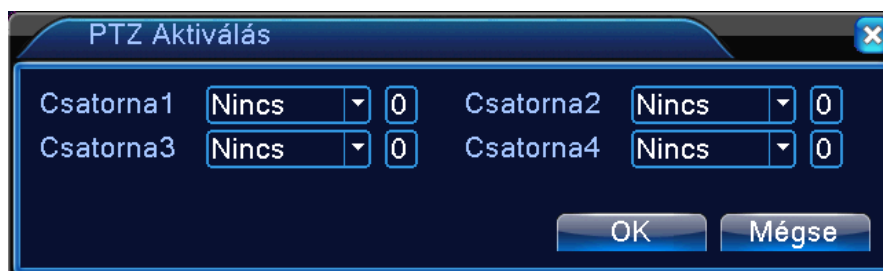 PTZ Aktiválás
Csatorna1 Nincs 0 Csatorna2 Nincs 0
Csatorna3 Nincs 0 Csatorna4 Nincs 0
OK Mégse